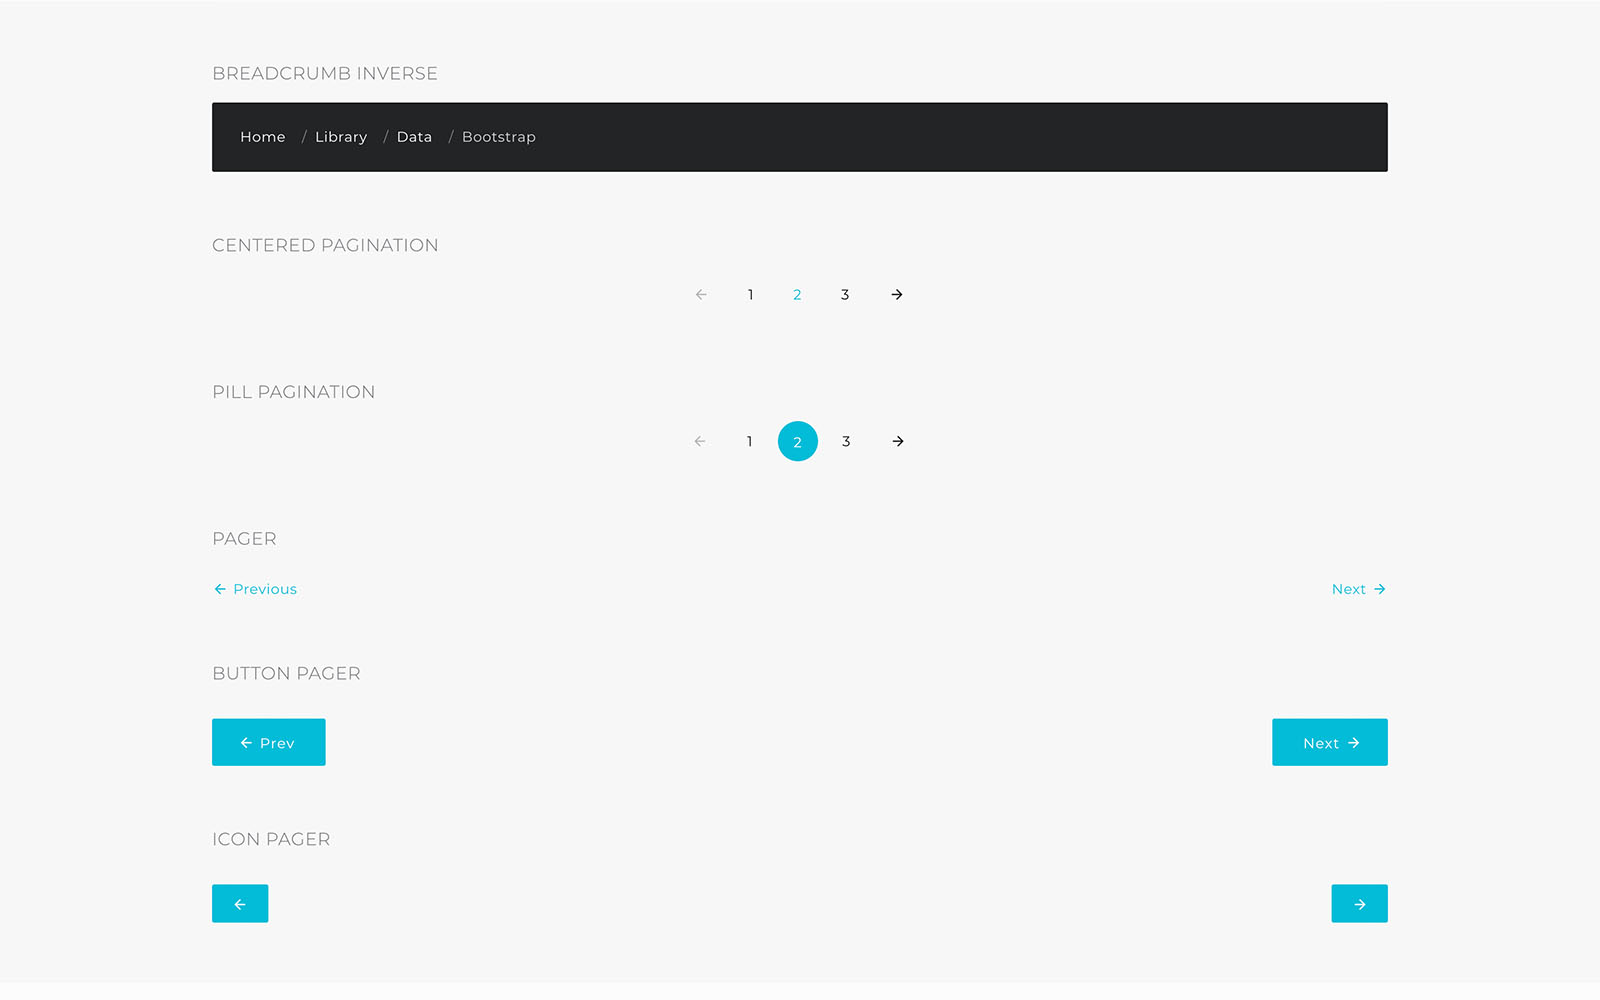 BREADCRUMB INVERSE
Home / Library / Data / Bootstrap
CENTERED PAGINATION
← 1 2 3 →
PILL PAGINATION
← 1 2 3 →
PAGER
← Previous Next →
BUTTON PAGER
← Prev Next →
ICON PAGER
← →